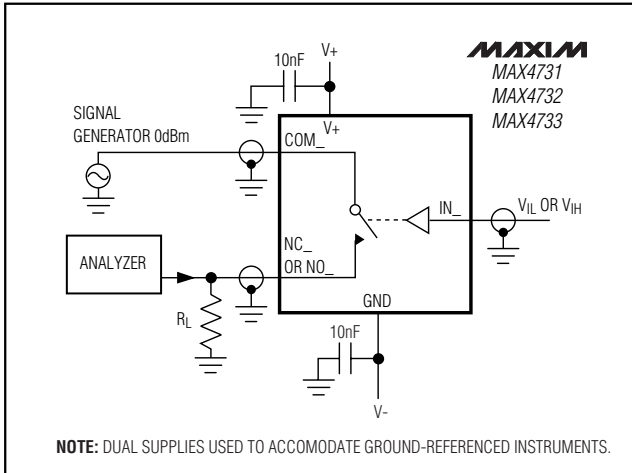 10nF
V+
MAXIM
MAX4731
MAX4732
MAX4733
SIGNAL
GENERATOR 0dBm
V+
COM_
IN_
VIL OR VIH
NC_
OR NO_
ANALYZER
RL
GND
10nF
V-
NOTE: DUAL SUPPLIES USED TO ACCOMODATE GROUND-REFERENCED INSTRUMENTS.